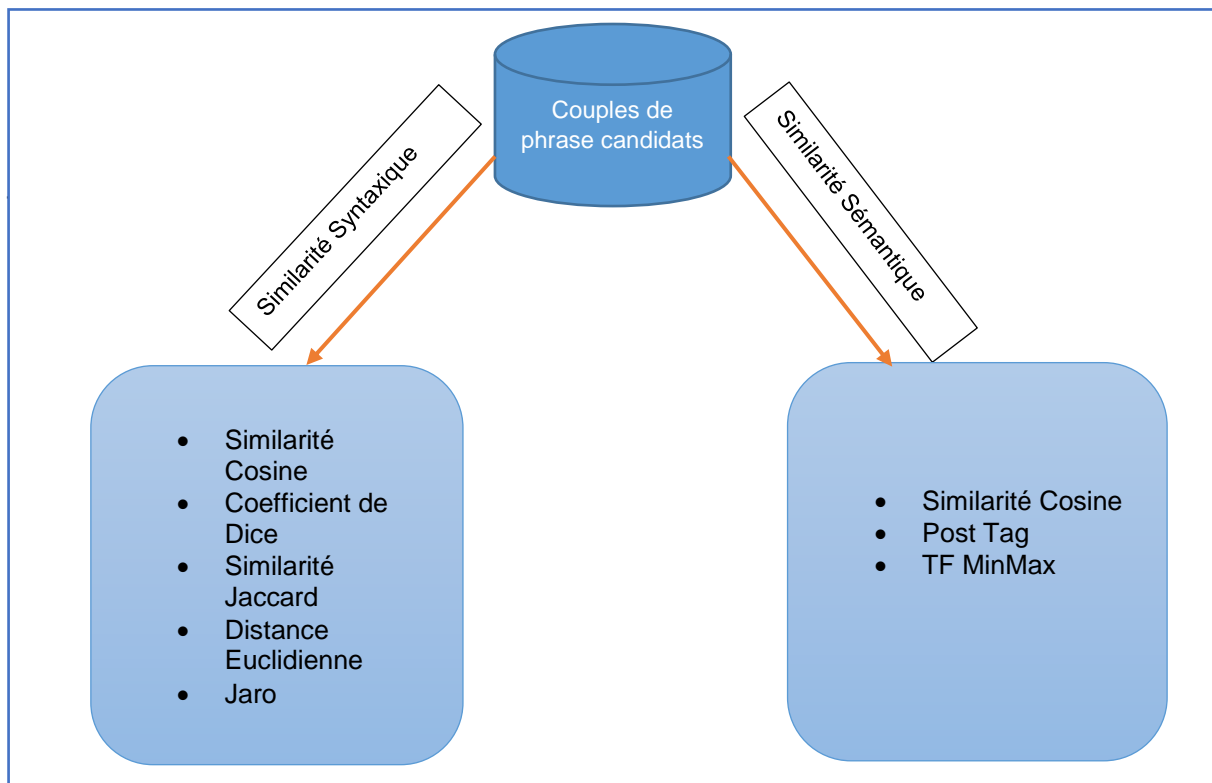 Couples de
phrase candidats
Similarité Syntaxique
Similarité Sémantique
• Similarité
Cosine
• Coefficient de
Dice
• Similarité
Jaccard
• Distance
Euclidienne
• Jaro
• Similarité Cosine
• Post Tag
• TF MinMax